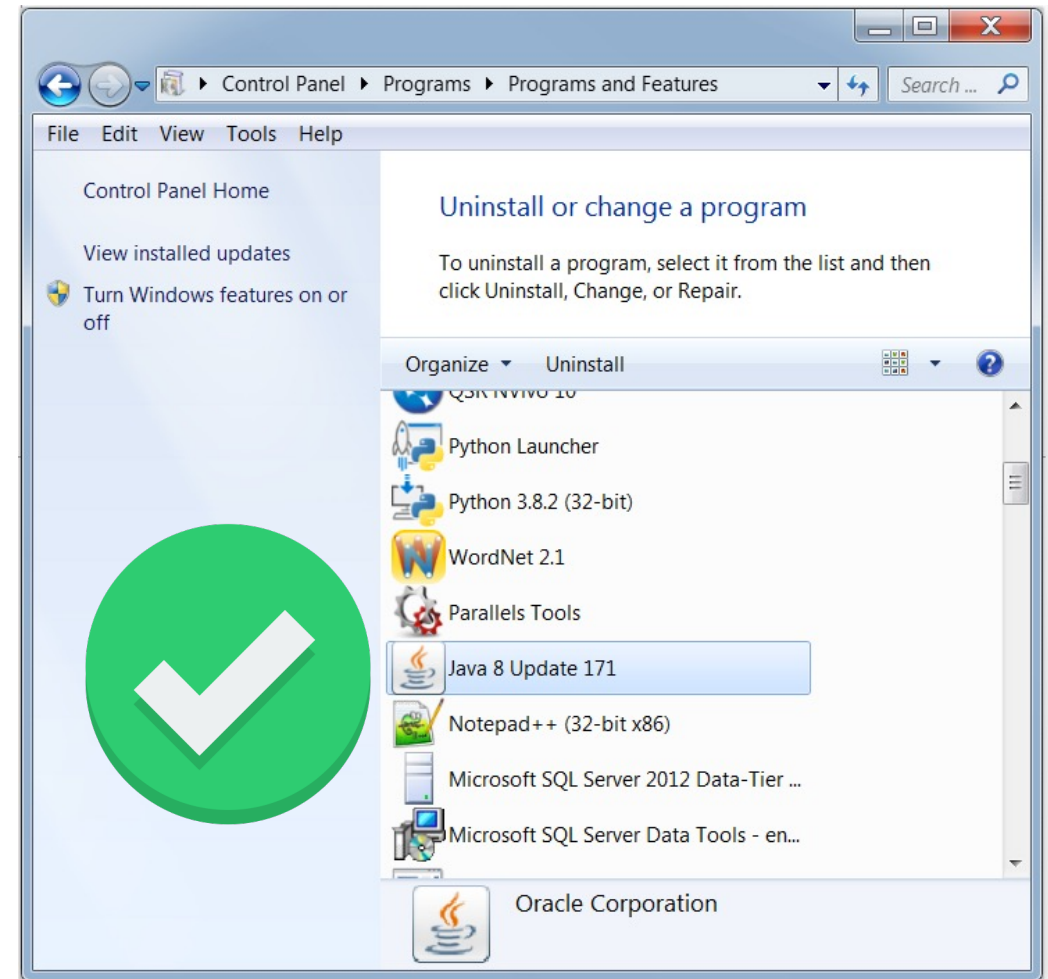 Control Panel ▸ Programs ▸ Programs and Features
Search ...
File Edit View Tools Help
Control Panel Home
View installed updates
Turn Windows features on or
off
Uninstall or change a program
To uninstall a program, select it from the list and then
click Uninstall, Change, or Repair.
Organize Uninstall
QSR NVivo 10
Python Launcher
Python 3.8.2 (32-bit)
WordNet 2.1
Parallels Tools
Java 8 Update 171
Notepad++ (32-bit x86)
Microsoft SQL Server 2012 Data-Tier ...
Microsoft SQL Server Data Tools - en...
Oracle Corporation